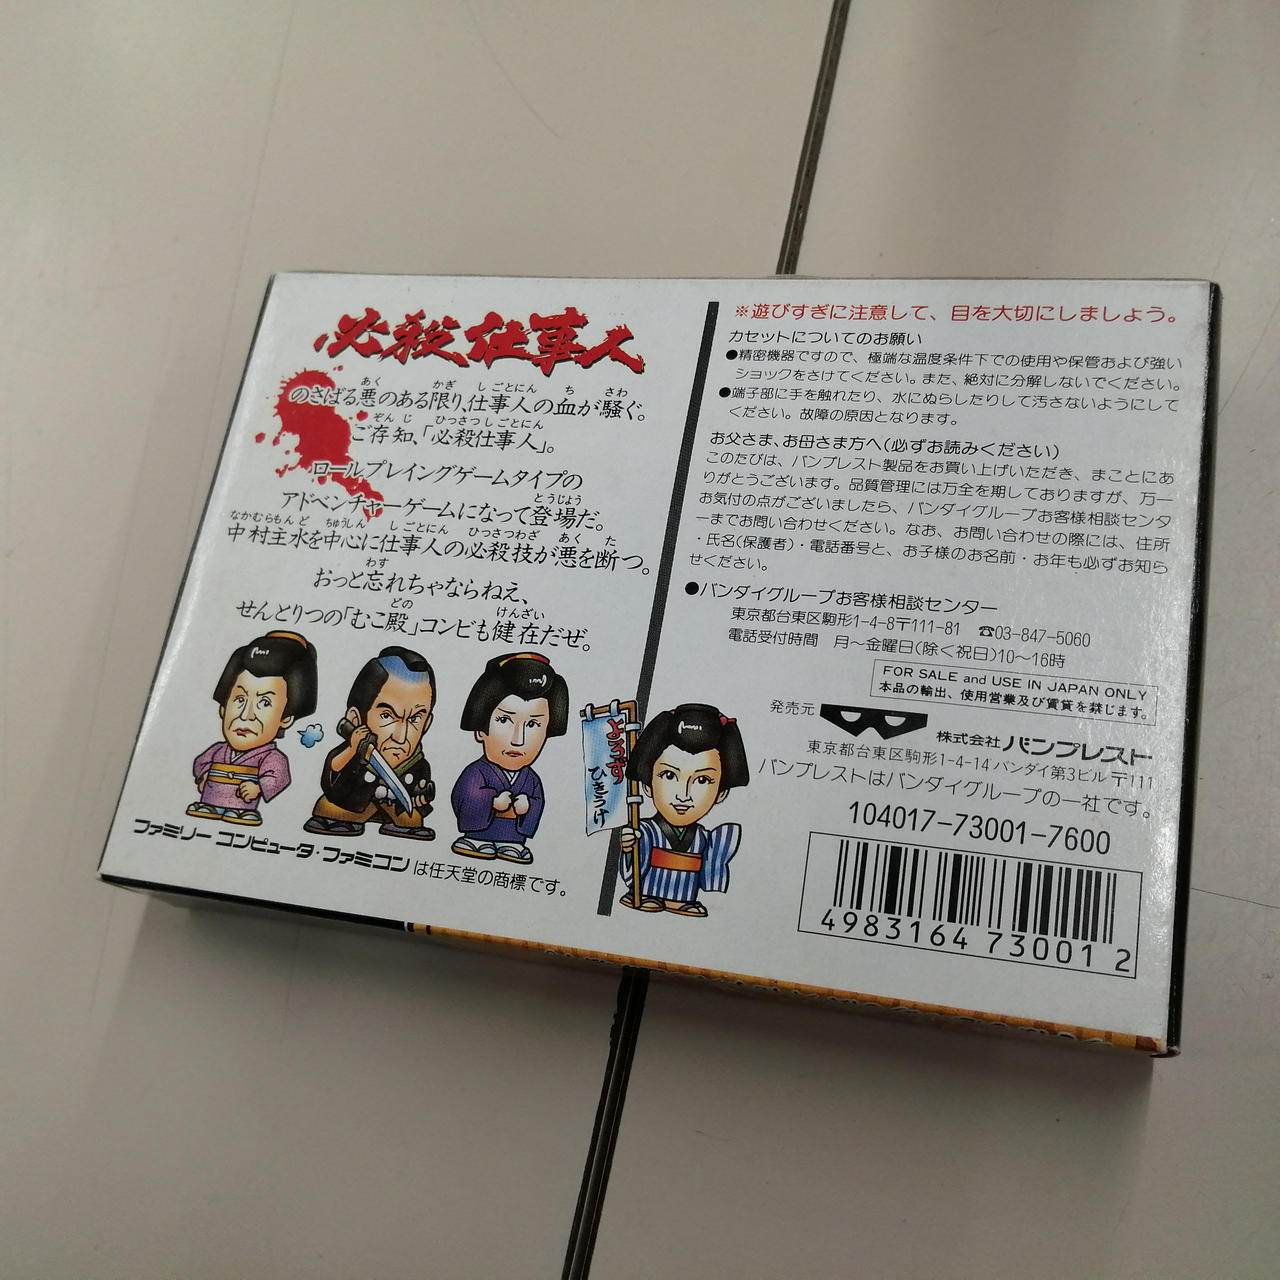 必殺仕事人
のさばる悪のある限り、仕事人の血が騒ぐ。
ご存知、「必殺仕事人」。
ロールプレイングゲームタイプの
アドベンチャーゲームになって登場だ。
中村主水を中心に仕事人の必殺技が悪を断つ。
おっと忘れちゃならねえ、
せんとりつの「むこ殿」コンビも健在だぜ。
よろず
ひきうけ
ファミリーコンピュータ・ファミコンは任天堂の商標です。
※遊びすぎに注意して、目を大切にしましょう。
カセットについてのお願い
●精密機器ですので、極端な温度条件下での使用や保管および強い
ショックをさけてください。また、絶対に分解しないでください。
●端子部に手を触れたり、水にぬらしたりして汚さないようにして
ください。故障の原因となります。
お父さま、お母さま方へ(必ずお読みください)
このたびは、バンプレスト製品をお買い上げいただき、まことにあ
りがとうございます。品質管理には万全を期しておりますが、万一
お気付の点がございましたら、バンダイグループお客様相談センタ
ーまでお問い合わせください。なお、お問い合わせの際には、住所
・氏名(保護者)・電話番号と、お子様のお名前・お年も必ずお知ら
せください。
●バンダイグループお客様相談センター
東京都台東区駒形1-4-8〒111-81 ☎03-847-5060
電話受付時間 月〜金曜日(除く祝日)10〜16時
FOR SALE and USE IN JAPAN ONLY
本品の輸出、使用営業及び賃貸を禁じます。
発売元 株式会社 バンプレスト
東京都台東区駒形1-4-14バンダイ第3ビル〒111
バンプレストはバンダイグループの一社です。
104017-73001-7600
4983164730012